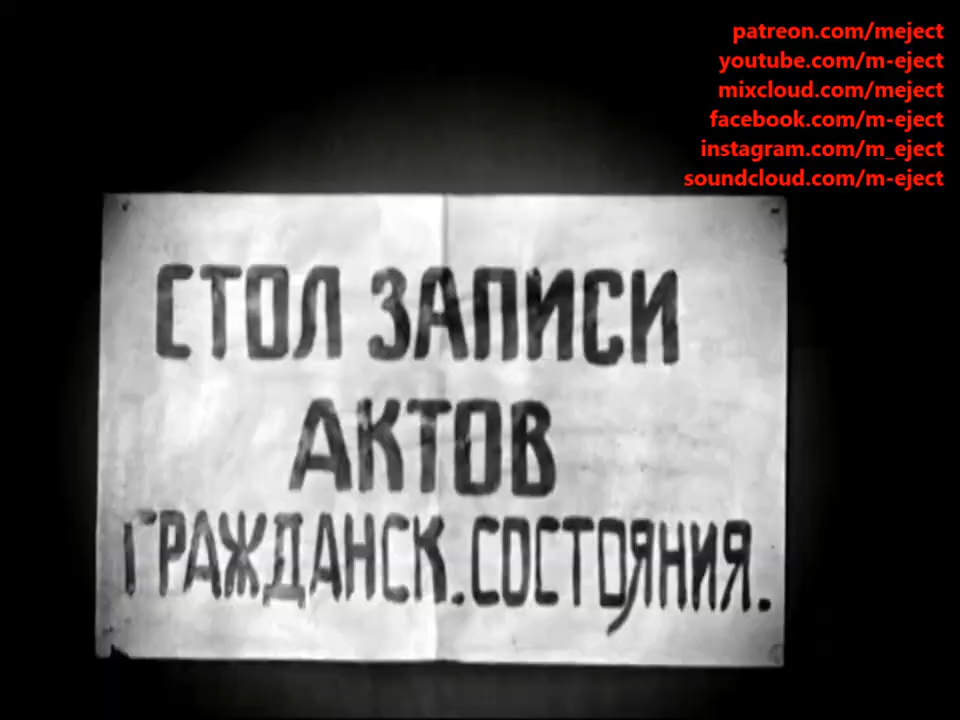 patreon.com/meject
youtube.com/m-eject
mixcloud.com/meject
facebook.com/m-eject
instagram.com/m_eject
soundcloud.com/m-eject
СТОЛ ЗАПИСИ
АКТОВ
ГРАЖДАНСК. СОСТОЯНИЯ.